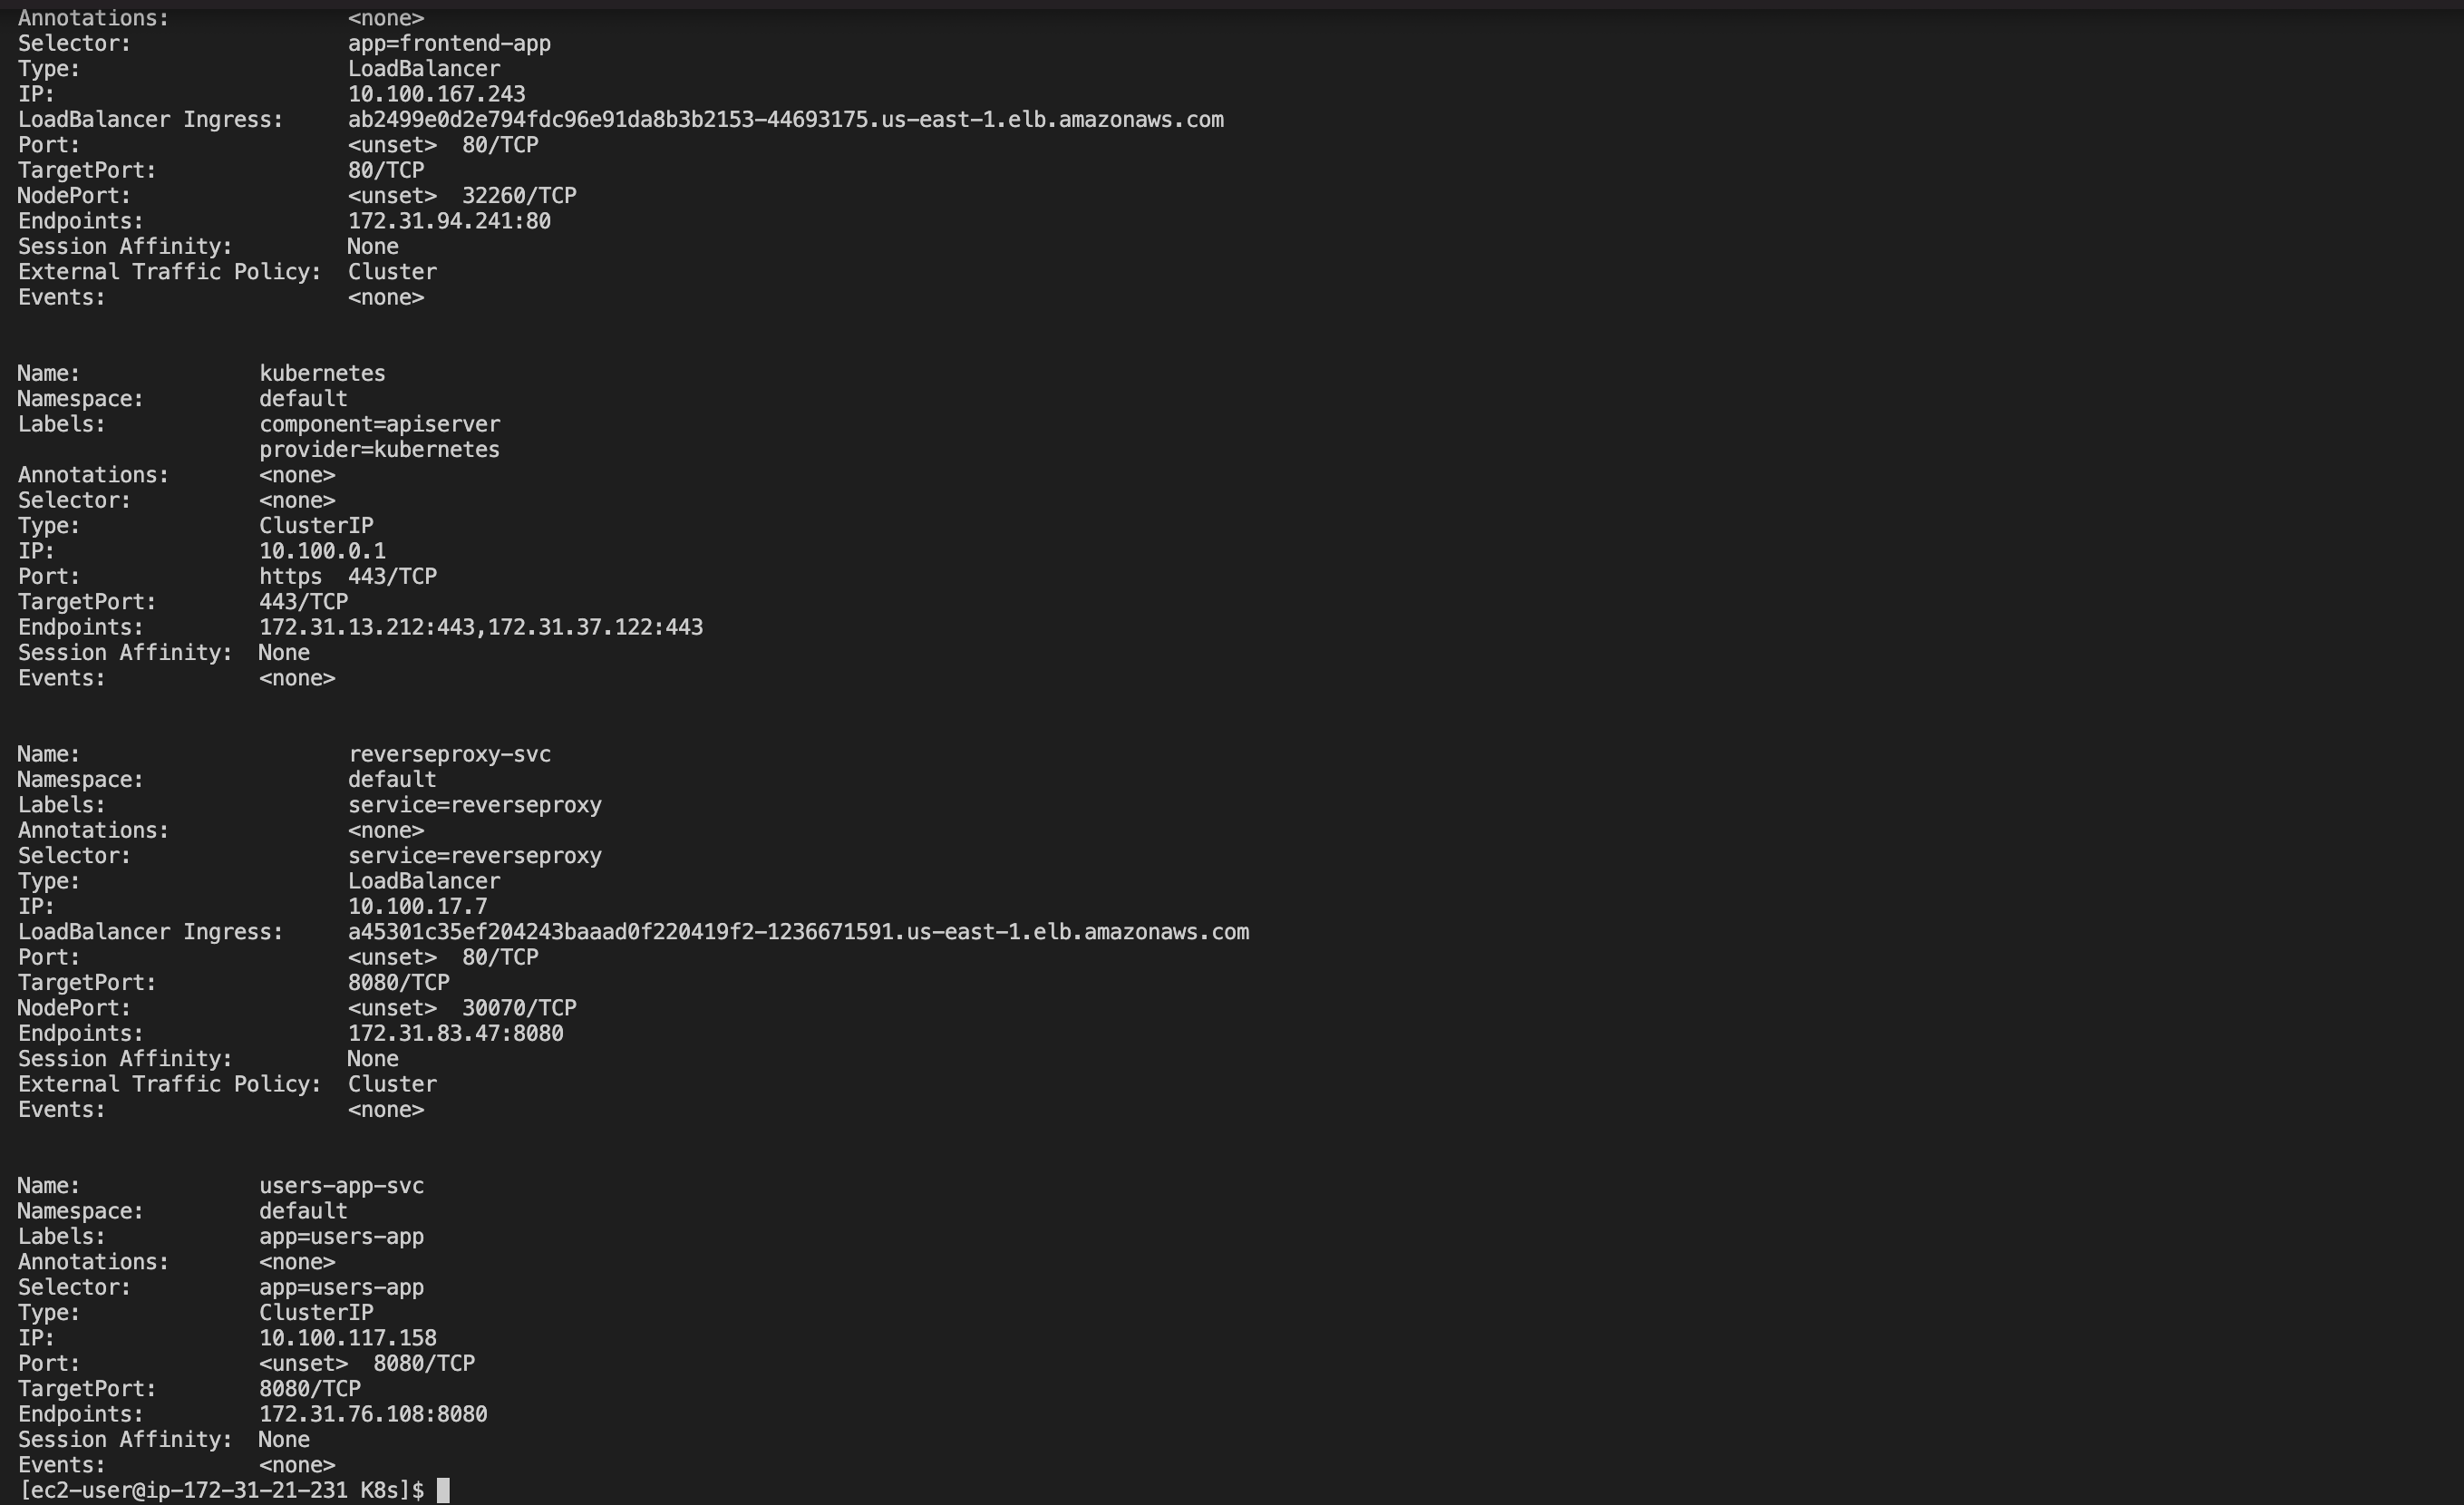 Annotations:              <none>
Selector:                 app=frontend-app
Type:                     LoadBalancer
IP:                       10.100.167.243
LoadBalancer Ingress:     ab2499e0d2e794fdc96e91da8b3b2153-44693175.us-east-1.elb.amazonaws.com
Port:                     <unset>  80/TCP
TargetPort:               80/TCP
NodePort:                 <unset>  32260/TCP
Endpoints:                172.31.94.241:80
Session Affinity:         None
External Traffic Policy:  Cluster
Events:                   <none>
Name:              kubernetes
Namespace:         default
Labels:            component=apiserver
                   provider=kubernetes
Annotations:       <none>
Selector:          <none>
Type:              ClusterIP
IP:                10.100.0.1
Port:              https  443/TCP
TargetPort:        443/TCP
Endpoints:         172.31.13.212:443,172.31.37.122:443
Session Affinity:  None
Events:            <none>
Name:                     reverseproxy-svc
Namespace:                default
Labels:                   service=reverseproxy
Annotations:              <none>
Selector:                 service=reverseproxy
Type:                     LoadBalancer
IP:                       10.100.17.7
LoadBalancer Ingress:     a45301c35ef204243baaad0f220419f2-1236671591.us-east-1.elb.amazonaws.com
Port:                     <unset>  80/TCP
TargetPort:               8080/TCP
NodePort:                 <unset>  30070/TCP
Endpoints:                172.31.83.47:8080
Session Affinity:         None
External Traffic Policy:  Cluster
Events:                   <none>
Name:              users-app-svc
Namespace:         default
Labels:            app=users-app
Annotations:       <none>
Selector:          app=users-app
Type:              ClusterIP
IP:                10.100.117.158
Port:              <unset>  8080/TCP
TargetPort:        8080/TCP
Endpoints:         172.31.76.108:8080
Session Affinity:  None
Events:            <none>
[ec2-user@ip-172-31-21-231 K8s]$